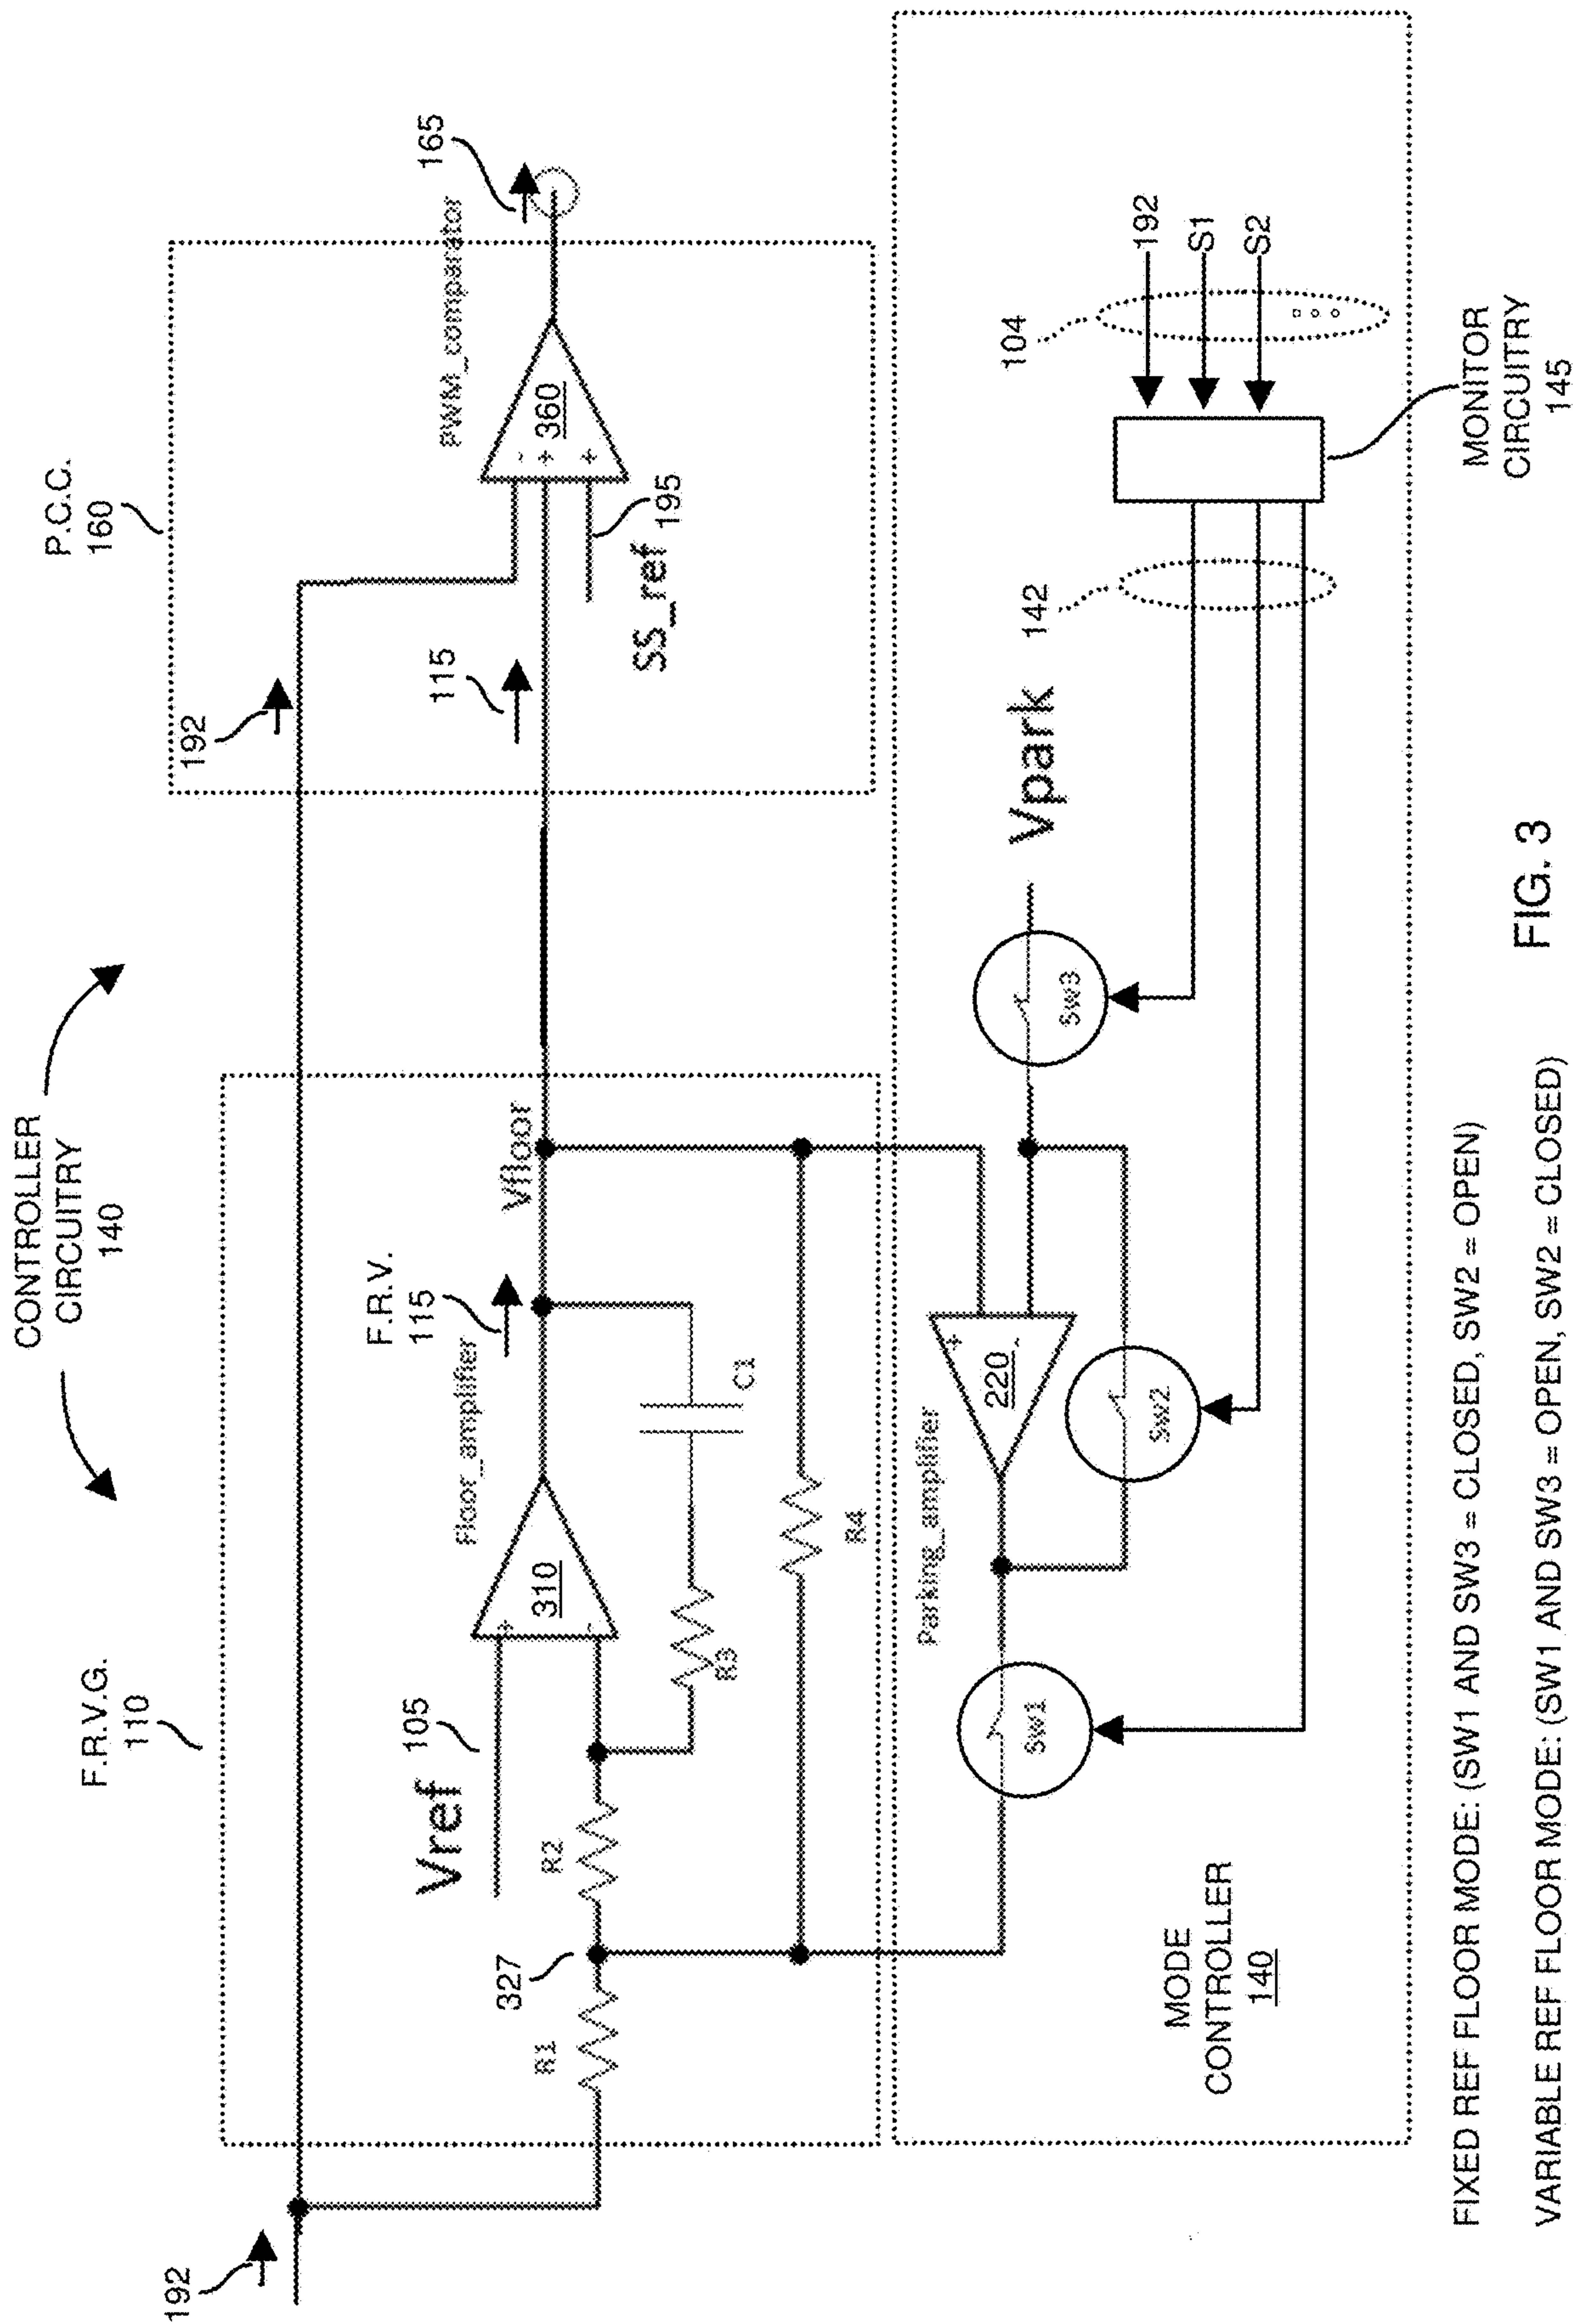 CONTROLLER
CIRCUITRY
140
F.R.V.G.
110
P.C.C.
160
192
192
F.R.V.
115
Floor_amplifier
Vfloor
115
PWM_comparator
165
Vref
105
310
+
-
360
-
+
+
SS_ref
195
327
R1
R2
R3
C1
R4
Parking_amplifier
220
+
-
Vpark
142
104
192
S1
S2
Sw1
Sw2
Sw3
MODE
CONTROLLER
140
MONITOR
CIRCUITRY
145
FIXED REF FLOOR MODE: (SW1 AND SW3 = CLOSED, SW2 = OPEN)
VARIABLE REF FLOOR MODE: (SW1 AND SW3 = OPEN, SW2 = CLOSED)
FIG. 3